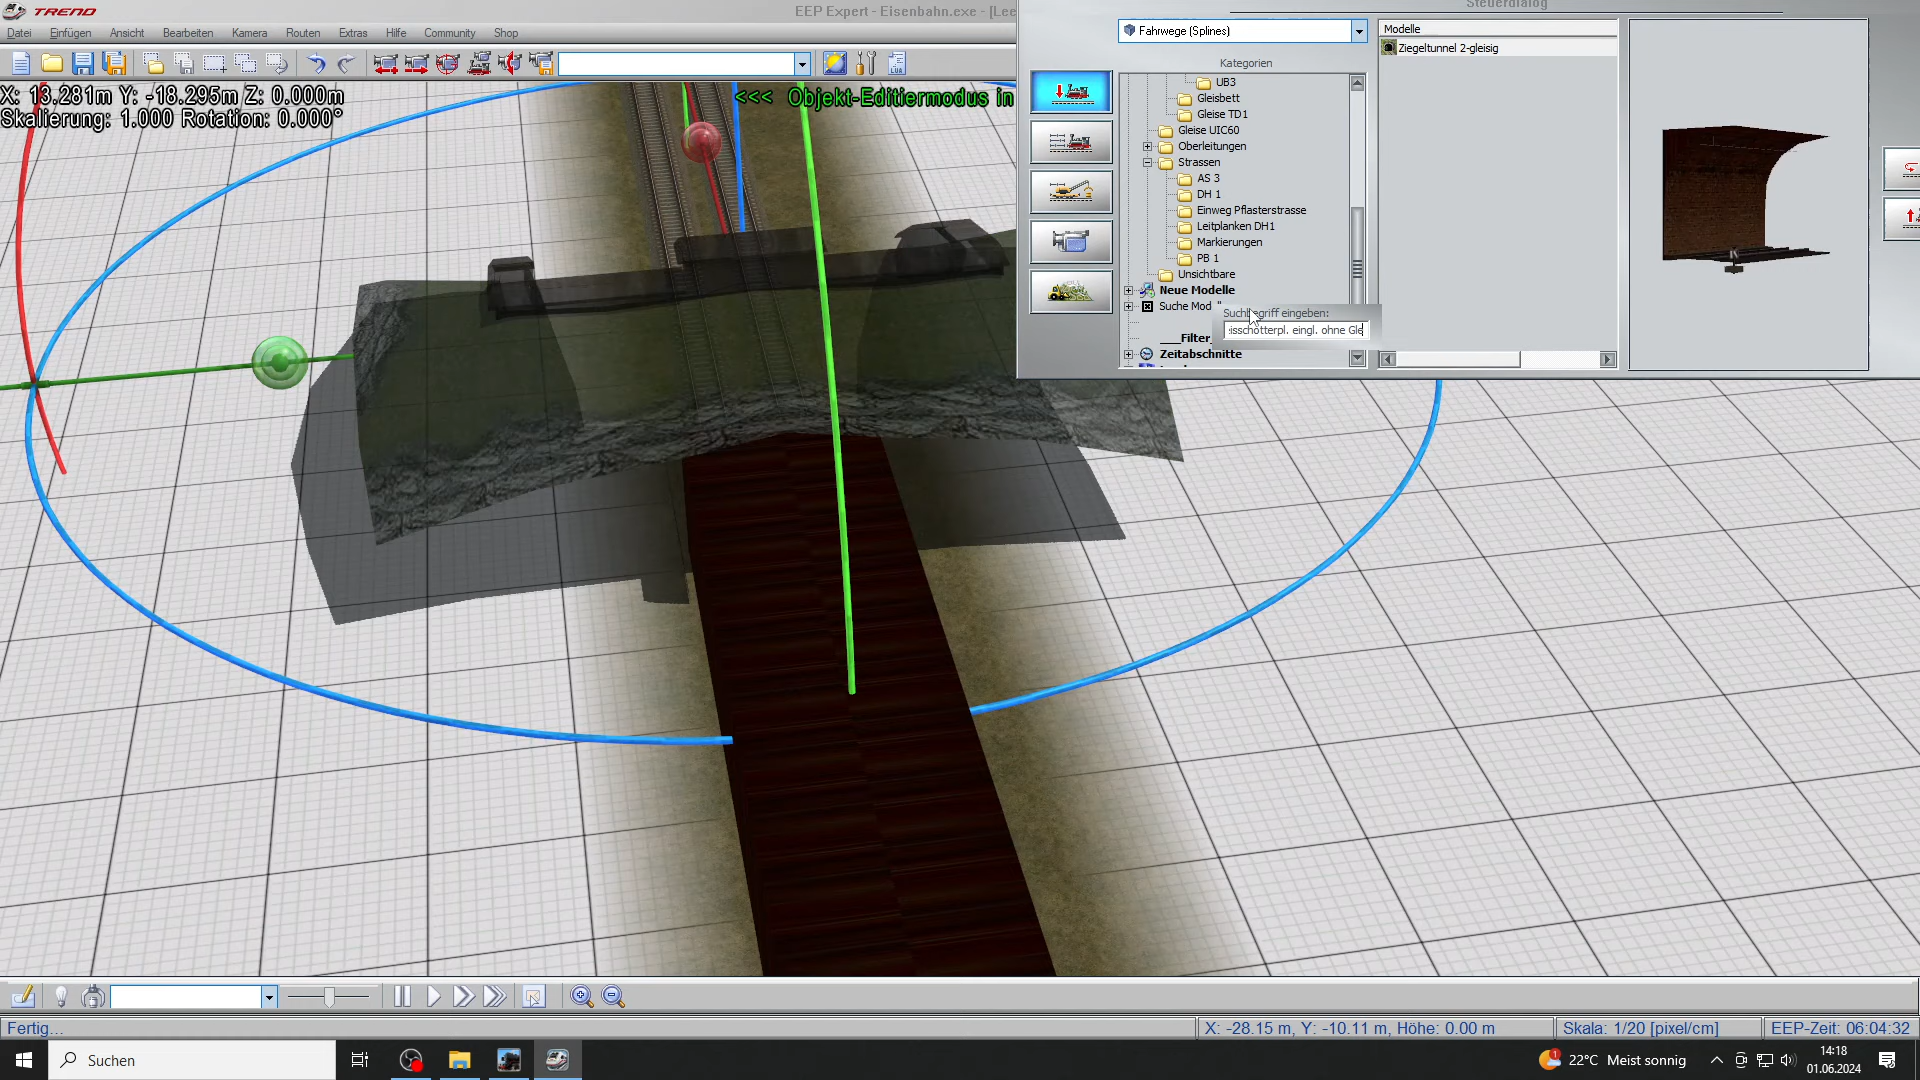 TREND
EEP Expert - Eisenbahn.exe - [Lee
Steuerdialog
Datei Einfügen Ansicht Bearbeiten Kamera Routen Extras Hilfe Community Shop
X: 13.281m Y: -18.295m Z: 0.000m
<<< Objekt-Editiermodus in
Skalierung: 1.000 Rotation: 0.000°
Fahrwege (Splines)
Kategorien
UB3
Gleisbett
Gleise TD1
Gleise UIC60
Oberleitungen
Strassen
AS 3
DH 1
Einweg Pflasterstrasse
Leitplanken DH1
Markierungen
PB 1
Unsichtbare
Neue Modelle
Suche Mod
Suchbegriff eingeben:
isschotterpl. eingl. ohne Gle
___Filter
Zeitabschnitte
Modelle
Ziegeltunnel 2-gleisig
LUA
Fertig...
X: -28.15 m, Y: -10.11 m, Höhe: 0.00 m
Skala: 1/20 [pixel/cm]
EEP-Zeit: 06:04:32
Suchen
1
22°C Meist sonnig
14:18
01.06.2024